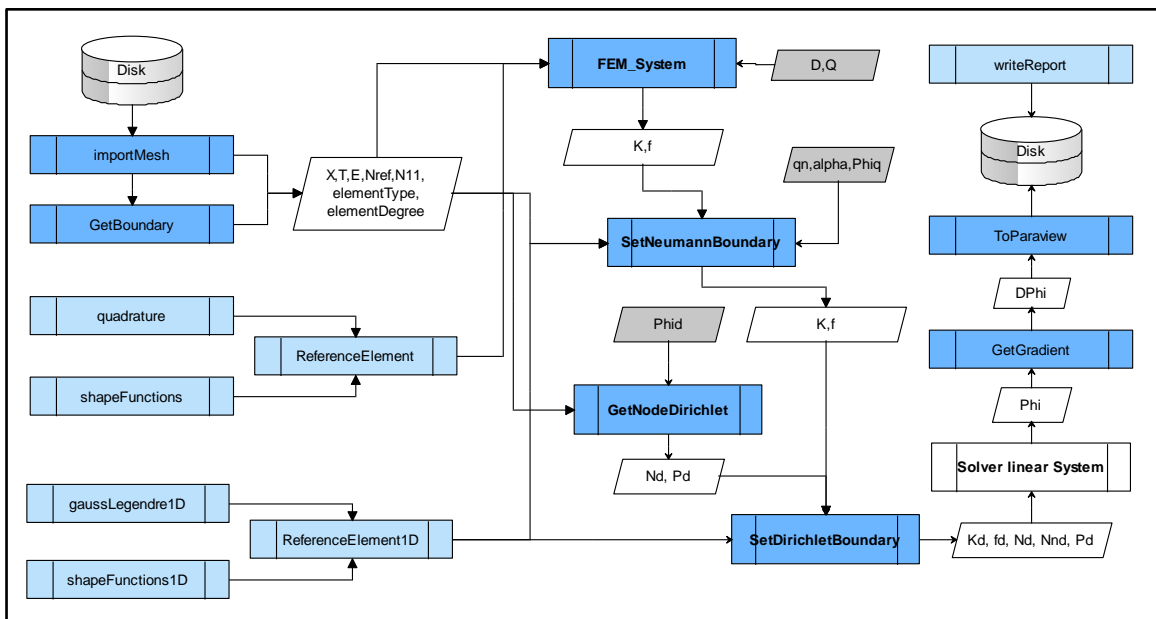 Disk
importMesh
GetBoundary
X,T,E,Nref,N11,
elementType,
elementDegree
quadrature
shapeFunctions
ReferenceElement
gaussLegendre1D
shapeFunctions1D
ReferenceElement1D
FEM_System
D,Q
K,f
qn,alpha,Phiq
SetNeumannBoundary
K,f
Phid
GetNodeDirichlet
Nd, Pd
SetDirichletBoundary
writeReport
Disk
ToParaview
DPhi
GetGradient
Phi
Solver linear System
Kd, fd, Nd, Nnd, Pd